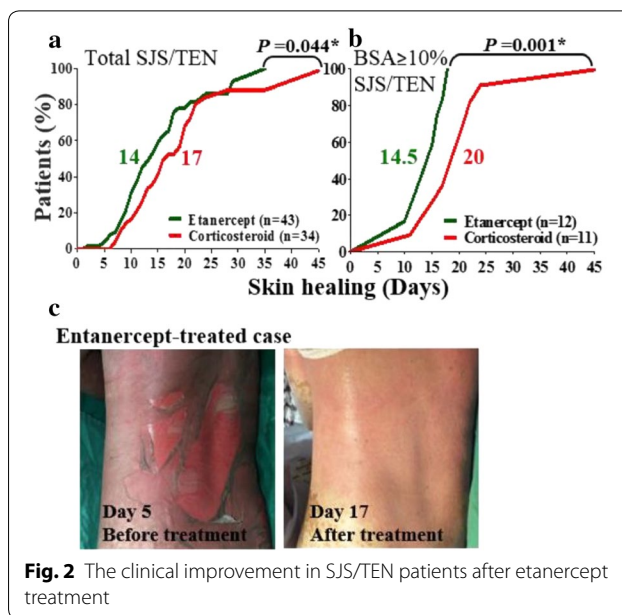 a
Total SJS/TEN
P =0.044*
Patients (%)
100
80
60
40
20
0
14
17
Etanercept (n=43)
Corticosteroid (n=34)
0 5 10 15 20 25 30 35 40 45
b
BSA≥10%
SJS/TEN
P =0.001*
100
80
60
40
20
0
14.5
20
Etanercept (n=12)
Corticosteroid (n=11)
0 5 10 15 20 25 30 35 40 45
Skin healing (Days)
c
Entanercept-treated case
Day 5
Before treatment
Day 17
After treatment
Fig. 2 The clinical improvement in SJS/TEN patients after etanercept
treatment